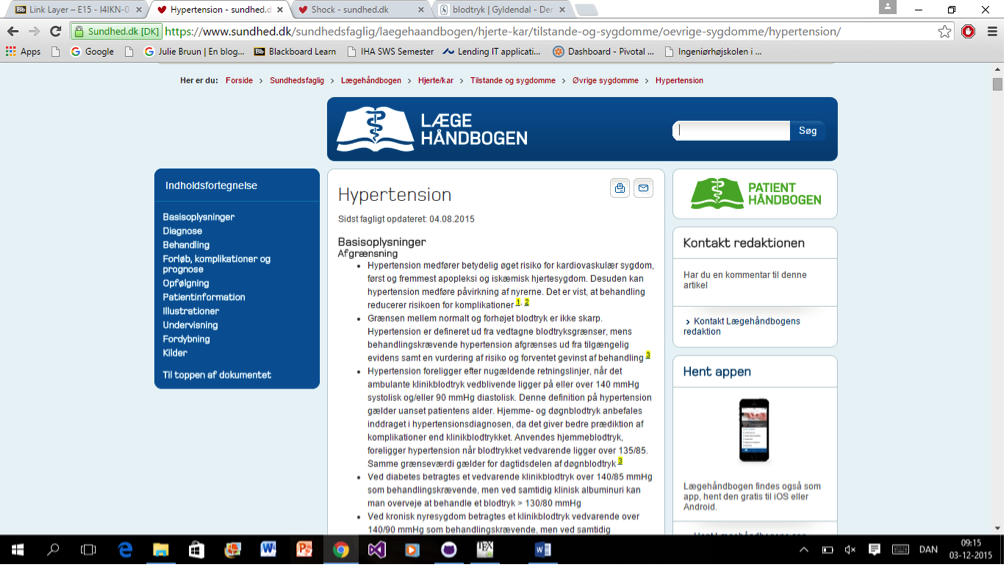 Link Layer – E15 - I4IKN-0
Hypertension - sundhed.d
Shock - sundhed.dk
blodtryk | Gyldendal - Den
Sundhed.dk [DK] https://www.sundhed.dk/sundhedsfaglig/laegehaandbogen/hjerte-kar/tilstande-og-sygdomme/oevrige-sygdomme/hypertension/
Apps Google Google Julie Bruun | En blog... Blackboard Learn IHA SWS Semester Lending IT applicati... Dashboard - Pivotal ... Ingeniørhøjskolen i ...
Her er du: Forside > Sundhedsfaglig > Lægehåndbogen > Hjerte/kar > Tilstande og sygdomme > Øvrige sygdomme > Hypertension
LÆGE
HÅNDBOGEN
Søg
Indholdsfortegnelse
Basisoplysninger
Diagnose
Behandling
Forløb, komplikationer og
prognose
Opfølgning
Patientinformation
Illustrationer
Undervisning
Fordybning
Kilder
Til toppen af dokumentet
Hypertension
Sidst fagligt opdateret: 04.08.2015
Basisoplysninger
Afgrænsning
• Hypertension medfører betydelig øget risiko for kardiovaskulær sygdom,
først og fremmest apopleksi og iskæmisk hjertesygdom. Desuden kan
hypertension medføre påvirkning af nyrerne. Det er vist, at behandling
reducerer risikoen for komplikationer 1, 2
• Grænsen mellem normalt og forhøjet blodtryk er ikke skarp.
Hypertension er defineret ud fra vedtagne blodtryksgrænser, mens
behandlingskrævende hypertension afgrænses ud fra tilgængelig
evidens samt en vurdering af risiko og forventet gevinst af behandling 3
• Hypertension foreligger efter nugældende retningslinjer, når det
ambulante klinikblodtryk vedblivende ligger på eller over 140 mmHg
systolisk og/eller 90 mmHg diastolisk. Denne definition på hypertension
gælder uanset patientens alder. Hjemme- og døgnblodtryk anbefales
inddraget i hypertensionsdiagnosen, da det giver bedre prædiktion af
komplikationer end klinikblodtrykket. Anvendes hjemmeblodtryk,
foreligger hypertension når blodtrykket vedvarende ligger over 135/85.
Samme grænseværdi gælder for dagtidsdelen af døgnblodtryk 3
• Ved diabetes betragtes et vedvarende klinikblodtryk over 140/85 mmHg
som behandlingskrævende, men ved samtidig klinisk albuminuri kan
man overveje at behandle et blodtryk > 130/80 mmHg
• Ved kronisk nyresygdom betragtes et klinikblodtryk vedvarende over
140/90 mmHg som behandlingskrævende, men ved samtidig
PATIENT
HÅNDBOGEN
Kontakt redaktionen
Har du en kommentar til denne
artikel
> Kontakt Lægehåndbogens
redaktion
Hent appen
Lægehåndbogen findes også som
app, hent den gratis til iOS eller
Android.
DAN
09:15
03-12-2015